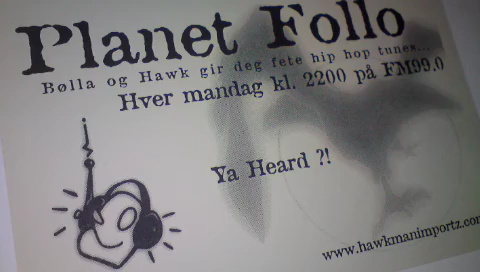 Planet Follo
Bølla og Hawk gir deg fete hip hop tunes...
Hver mandag kl. 2200 på FM99.0
Ya Heard ?!
www.hawkmanimportz.com